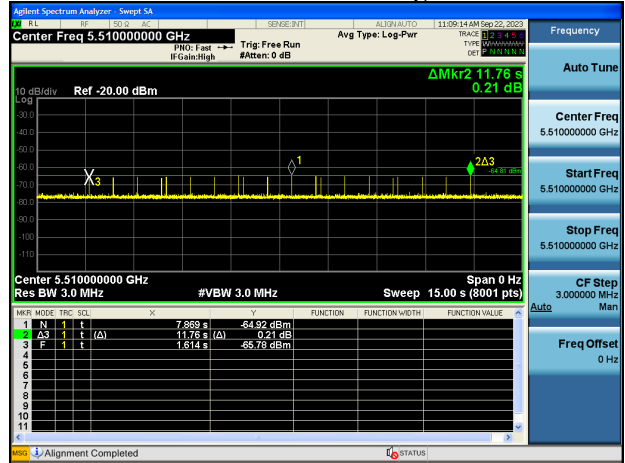 Agilent Spectrum Analyzer - Swept SA
LXI RL RF 50 Ω AC SENSE:INT ALIGNAUTO 11:09:14 AM Sep 22, 2023
Center Freq 5.510000000 GHz
PNO: Fast
IFGain:High
Trig: Free Run
#Atten: 0 dB
Avg Type: Log-Pwr
TRACE 1 2 3 4 5 6
TYPE
DET P N N N N N
ΔMkr2 11.76 s
0.21 dB
10 dB/div Ref -20.00 dBm
Log
-30.0
-40.0
-50.0
-60.0
-70.0
-80.0
-90.0
-100
-110
X3
1
2Δ3
-64.81 dBm
Center 5.510000000 GHz Span 0 Hz
Res BW 3.0 MHz #VBW 3.0 MHz Sweep 15.00 s (8001 pts)
MKR MODE TRC SCL X Y FUNCTION FUNCTION WIDTH FUNCTION VALUE
1 N 1 t 7.869 s -64.92 dBm
2 Δ3 1 t (Δ) 11.76 s (Δ) 0.21 dB
3 F 1 t 1.614 s -65.78 dBm
4
5
6
7
8
9
10
11
MSG Alignment Completed STATUS
Frequency
Auto Tune
Center Freq
5.510000000 GHz
Start Freq
5.510000000 GHz
Stop Freq
5.510000000 GHz
CF Step
3.000000 MHz
Auto Man
Freq Offset
0 Hz